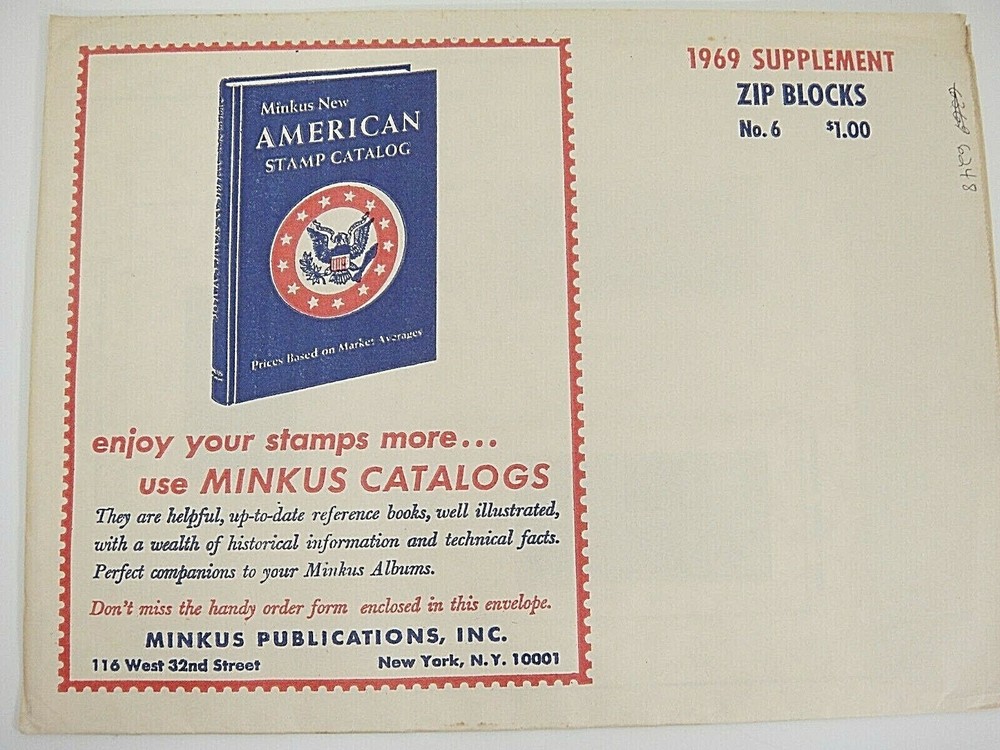 Minkus New
AMERICAN
STAMP CATALOG
Prices Based on Market Averages
enjoy your stamps more...
use MINKUS CATALOGS
They are helpful, up-to-date reference books, well illustrated,
with a wealth of historical information and technical facts.
Perfect companions to your Minkus Albums.
Don't miss the handy order form enclosed in this envelope.
MINKUS PUBLICATIONS, INC.
116 West 32nd Street New York, N.Y. 10001
1969 SUPPLEMENT
ZIP BLOCKS
No. 6 $1.00